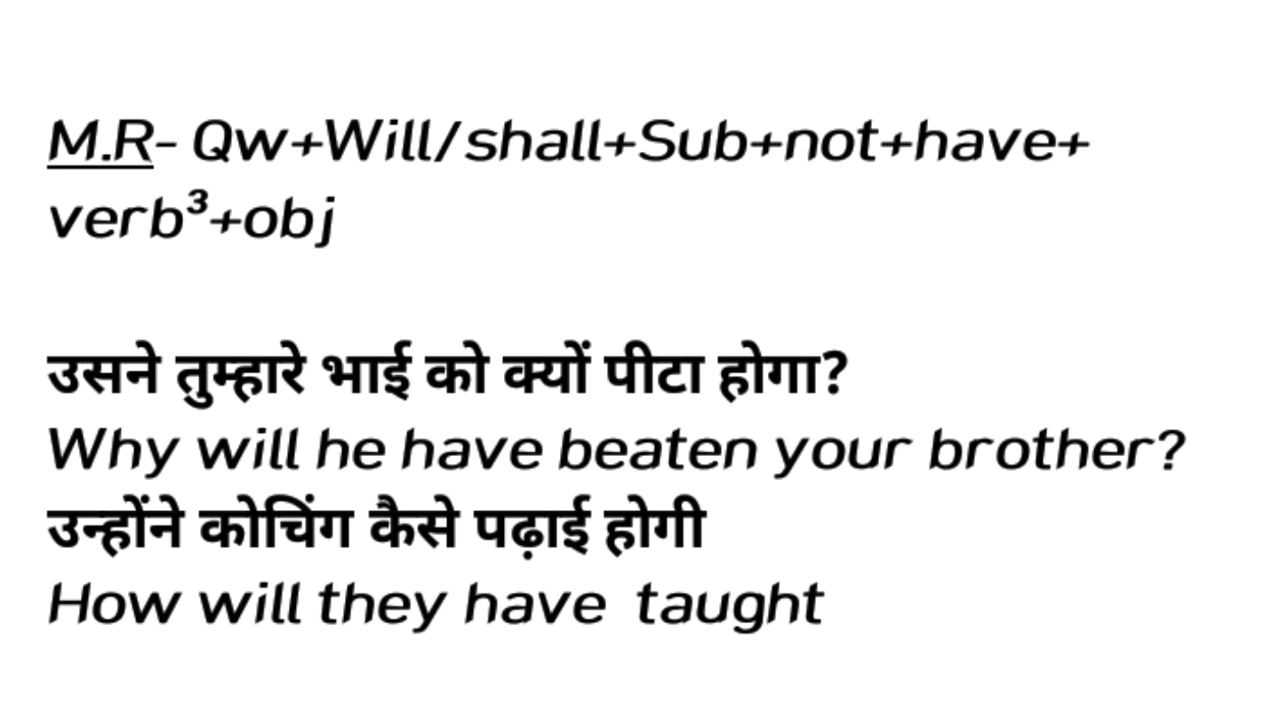 M.R- Qw+Will/shall+Sub+not+have+
verb³+obj
उसने तुम्हारे भाई को क्यों पीटा होगा?
Why will he have beaten your brother?
उन्होंने कोचिंग कैसे पढ़ाई होगी
How will they have taught